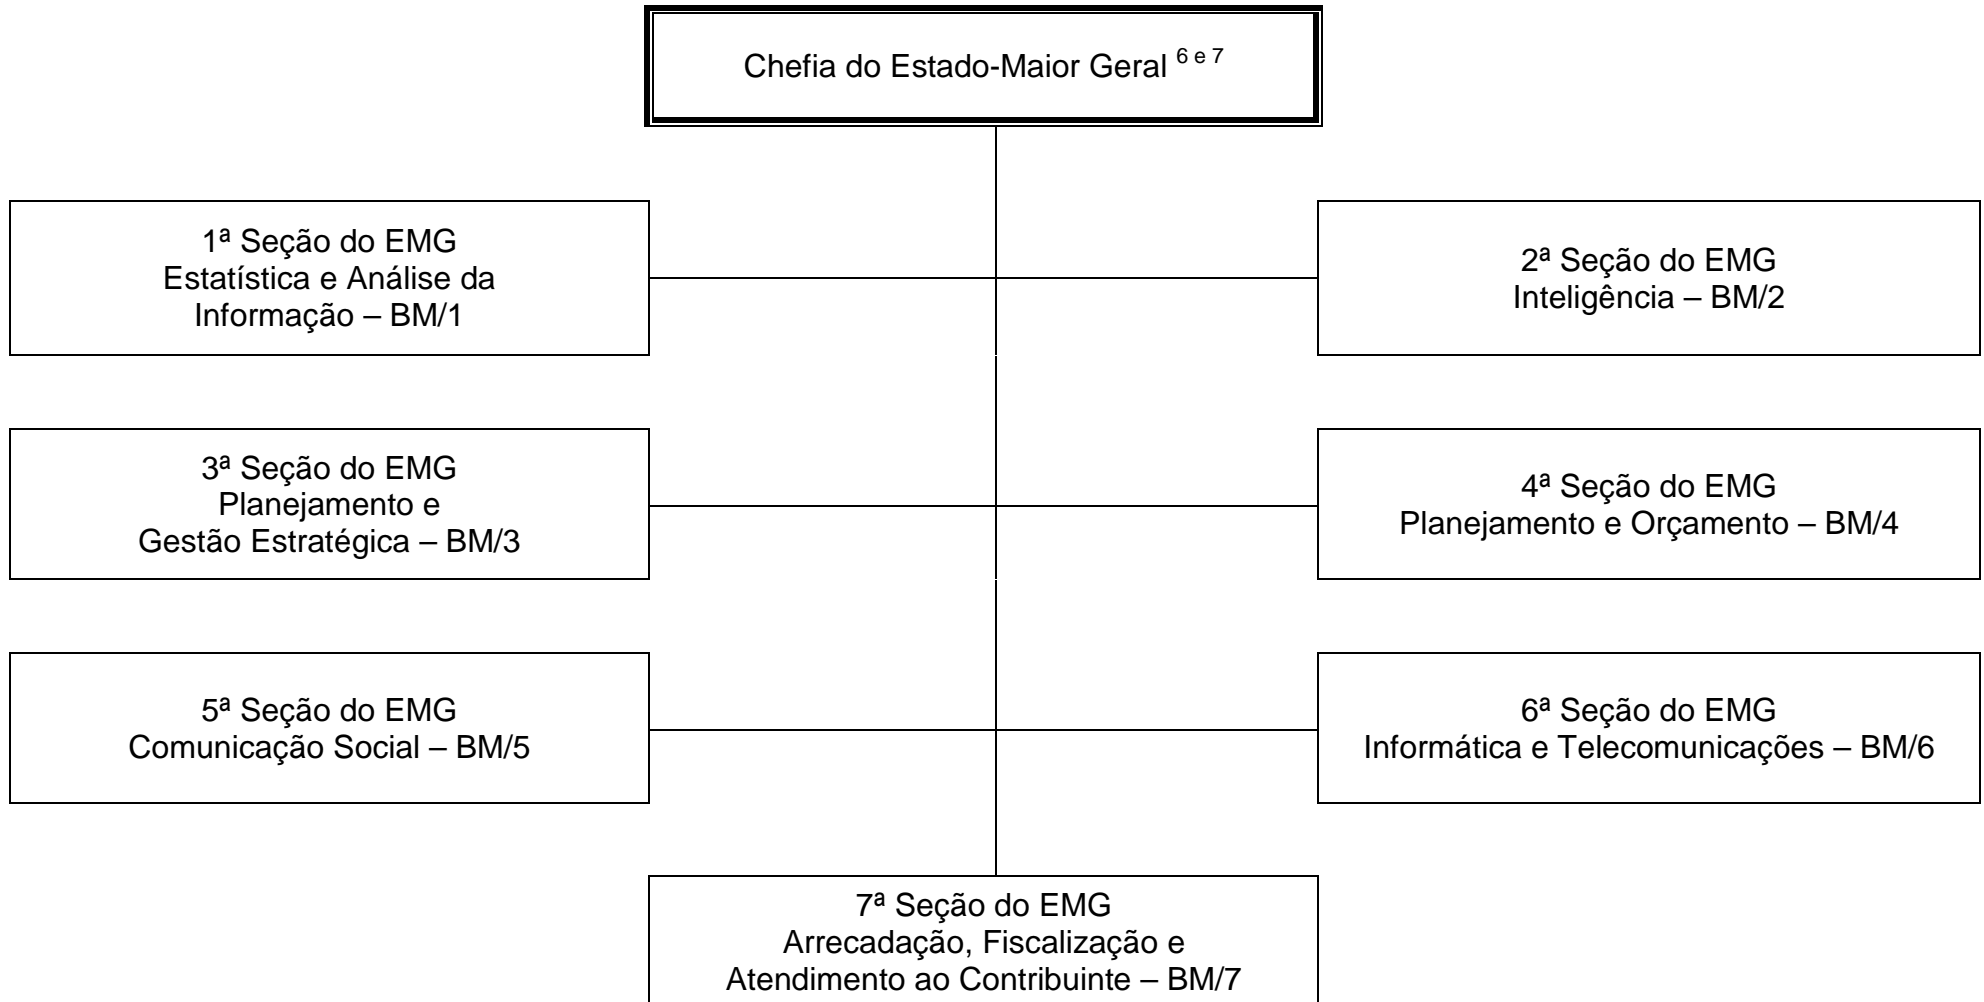 Chefia do Estado-Maior Geral 6 e 7
1ª Seção do EMG
Estatística e Análise da
Informação – BM/1
2ª Seção do EMG
Inteligência – BM/2
3ª Seção do EMG
Planejamento e
Gestão Estratégica – BM/3
4ª Seção do EMG
Planejamento e Orçamento – BM/4
5ª Seção do EMG
Comunicação Social – BM/5
6ª Seção do EMG
Informática e Telecomunicações – BM/6
7ª Seção do EMG
Arrecadação, Fiscalização e
Atendimento ao Contribuinte – BM/7